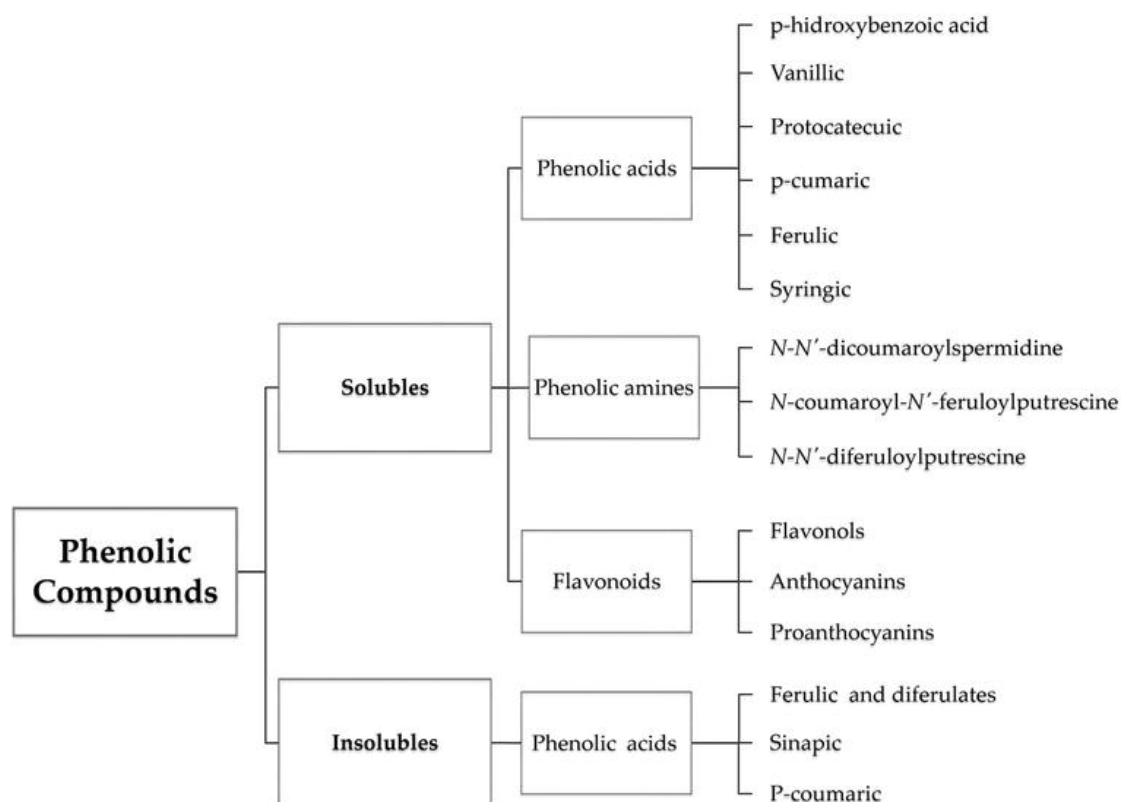 p-hidroxybenzoic acid
Vanillic
Protocatecuic
Phenolic acids
p-cumaric
Ferulic
Syringic
Solubles
N-N′-dicoumaroylspermidine
Phenolic amines
N-coumaroyl-N′-feruloylputrescine
N-N′-diferuloylputrescine
Phenolic
Compounds
Flavonols
Flavonoids
Anthocyanins
Proanthocyanins
Insolubles
Phenolic acids
Ferulic and diferulates
Sinapic
P-coumaric